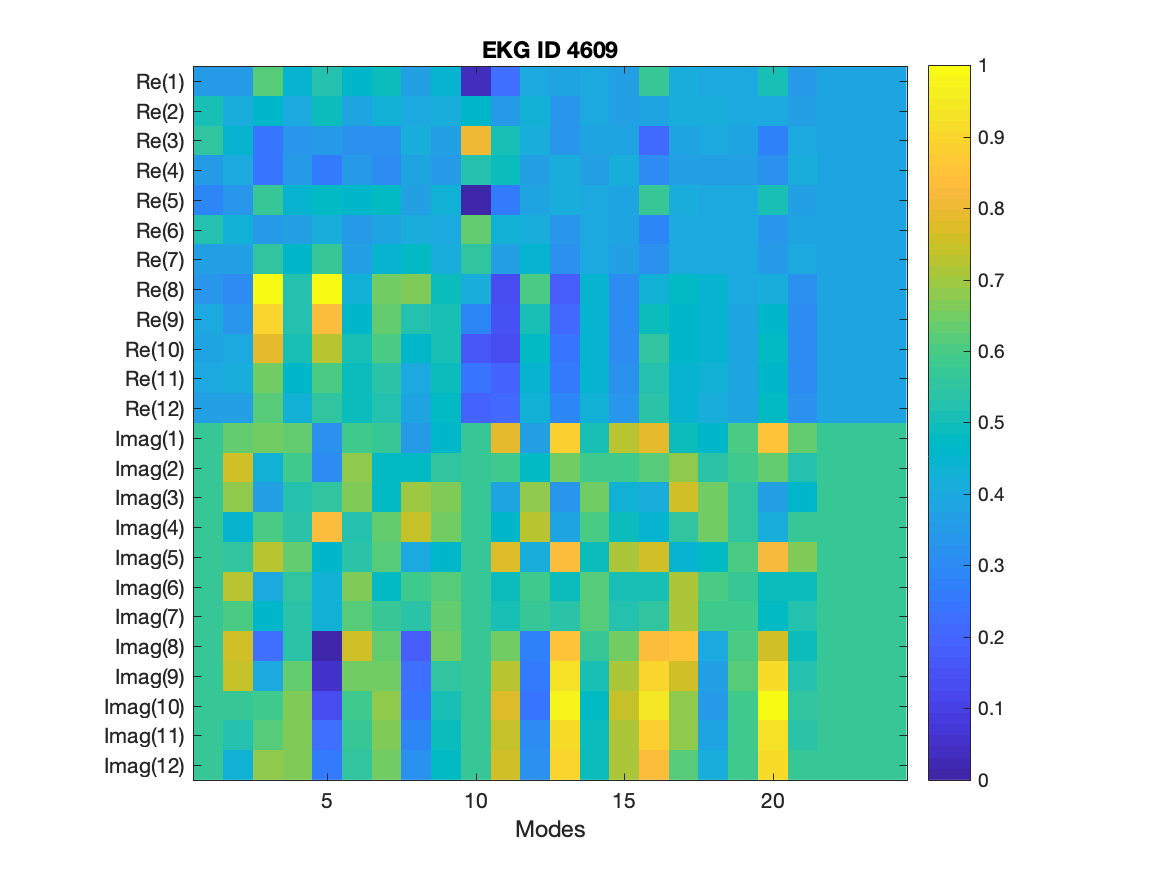 EKG ID 4609
Re(1)
Re(2)
Re(3)
Re(4)
Re(5)
Re(6)
Re(7)
Re(8)
Re(9)
Re(10)
Re(11)
Re(12)
Imag(1)
Imag(2)
Imag(3)
Imag(4)
Imag(5)
Imag(6)
Imag(7)
Imag(8)
Imag(9)
Imag(10)
Imag(11)
Imag(12)
5 10 15 20
Modes
1
0.9
0.8
0.7
0.6
0.5
0.4
0.3
0.2
0.1
0